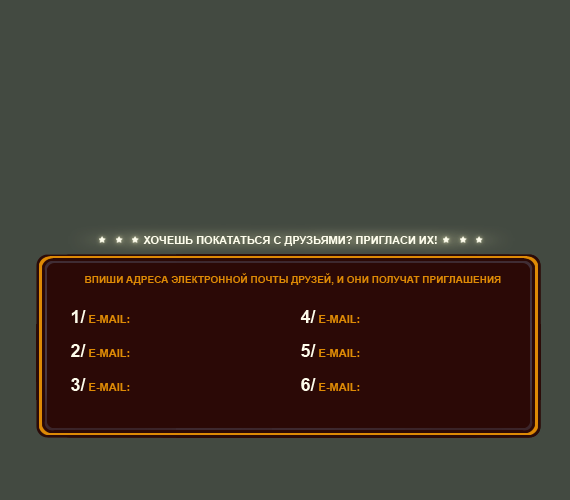 ХОЧЕШЬ ПОКАТАТЬСЯ С ДРУЗЬЯМИ? ПРИГЛАСИ ИХ!
ВПИШИ АДРЕСА ЭЛЕКТРОННОЙ ПОЧТЫ ДРУЗЕЙ, И ОНИ ПОЛУЧАТ ПРИГЛАШЕНИЯ
1/ E-MAIL:
2/ E-MAIL:
3/ E-MAIL:
4/ E-MAIL:
5/ E-MAIL:
6/ E-MAIL: